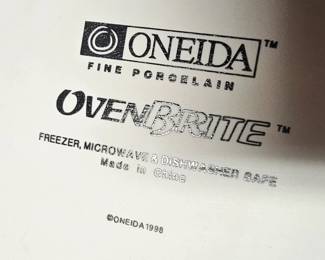 ONEIDA™
FINE PORCELAIN
OVENBRITE™
FREEZER, MICROWAVE & DISHWASHER SAFE
Made in China
©ONEIDA 1998